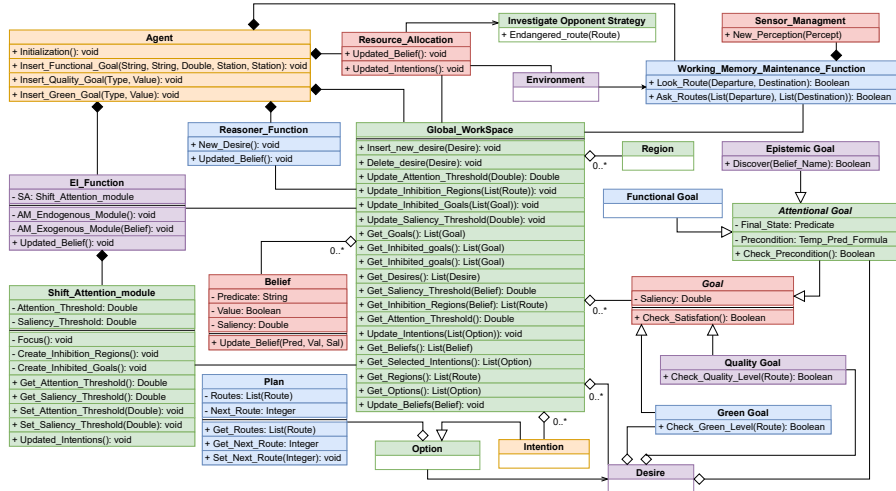 Agent
+ Initialization(): void
+ Insert_Functional_Goal(String, String, Double, Station, Station): void
+ Insert_Quality_Goal(Type, Value): void
+ Insert_Green_Goal(Type, Value): void
Resource_Allocation
+ Updated_Belief(): void
+ Updated_Intentions(): void
Investigate Opponent Strategy
+ Endangered_route(Route)
Environment
Sensor_Managment
+ New_Perception(Percept)
Working_Memory_Maintenance_Function
+ Look_Route(Departure, Destination): Boolean
+ Ask_Routes(List(Departure), List(Destination)): Boolean
Reasoner_Function
+ New_Desire(): void
+ Updated_Belief(): void
EI_Function
- SA: Shift_Attention_module
- AM_Endogenous_Module(): void
- AM_Exogenous_Module(Belief): void
+ Updated_Belief(): void
Global_WorkSpace
+ Insert_new_desire(Desire): void
+ Delete_desire(Desire): void
+ Update_Attention_Threshold(Double): Double
+ Update_Inhibition_Regions(List(Route)): void
+ Update_Inhibited_Goals(List(Goal)): void
+ Update_Saliency_Threshold(Double): void
+ Get_Goals(): List(Goal)
+ Get_Inhibited_goals(): List(Goal)
+ Get_Inhibited_goals(): List(Goal)
+ Get_Desires(): List(Desire)
+ Get_Saliency_Threshold(Belief): Double
+ Get_Inhibition_Regions(Belief): List(Route)
+ Get_Attention_Threshold(): Double
+ Update_Intentions(List(Option)): void
+ Get_Beliefs(): List(Belief)
+ Get_Selected_Intentions(): List(Option)
+ Get_Regions(): List(Route)
+ Get_Options(): List(Option)
+ Update_Beliefs(Belief): void
Region
0..*
Epistemic Goal
+ Discover(Belief_Name): Boolean
Functional Goal
Attentional Goal
- Final_State: Predicate
- Precondition: Temp_Pred_Formula
+ Check_Precondition(): Boolean
0..*
Belief
- Predicate: String
- Value: Boolean
- Saliency: Double
+ Update_Belief(Pred, Val, Sal)
Goal
- Saliency: Double
+ Check_Satisfation(): Boolean
0..*
Shift_Attention_module
- Attention_Threshold: Double
- Saliency_Threshold: Double
- Focus(): void
- Create_Inhibition_Regions(): void
- Create_Inhibited_Goals(): void
+ Get_Attention_Threshold(): Double
+ Get_Saliency_Threshold(): Double
+ Set_Attention_Threshold(Double): void
+ Set_Saliency_Threshold(Double): void
+ Updated_Intentions(): void
Plan
- Routes: List(Route)
- Next_Route: Integer
+ Get_Routes: List(Route)
+ Get_Next_Route: Integer
+ Set_Next_Route(Integer): void
Quality Goal
+ Check_Quality_Level(Route): Boolean
Green Goal
+ Check_Green_Level(Route): Boolean
0..*
0..*
Option
Intention
Desire